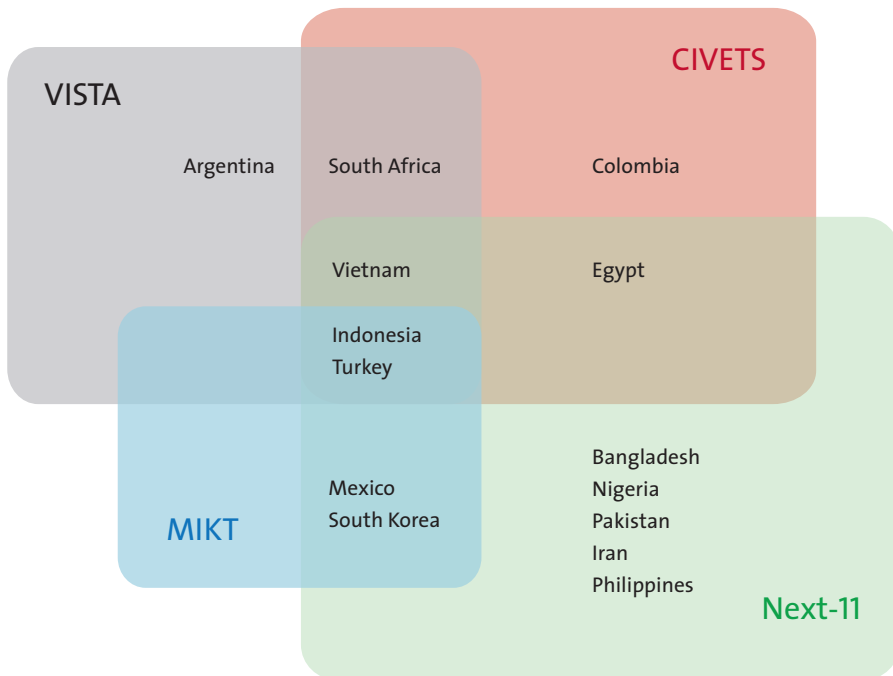 CIVETS
VISTA
Argentina
South Africa
Colombia
Vietnam
Egypt
Indonesia
Turkey
Bangladesh
Mexico
Nigeria
South Korea
Pakistan
MIKT
Iran
Philippines
Next-11